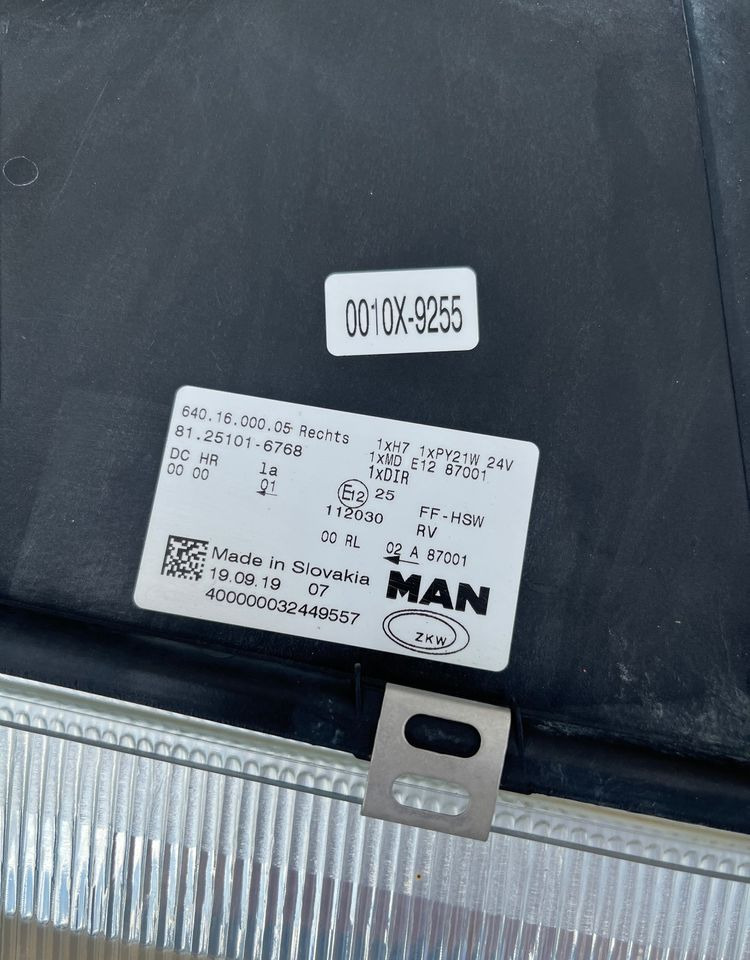 0010X-9255
640.16.000.05 Rechts
81.25101-6768
1xH7 1xPY21W 24V
1xMD E12 87001
1xDIR
DC HR 1a
00 00 01
E12 25
112030
FF-HSW
RV
00 RL 02 A 87001
Made in Slovakia
19.09.19 07
400000032449557
MAN
ZKW